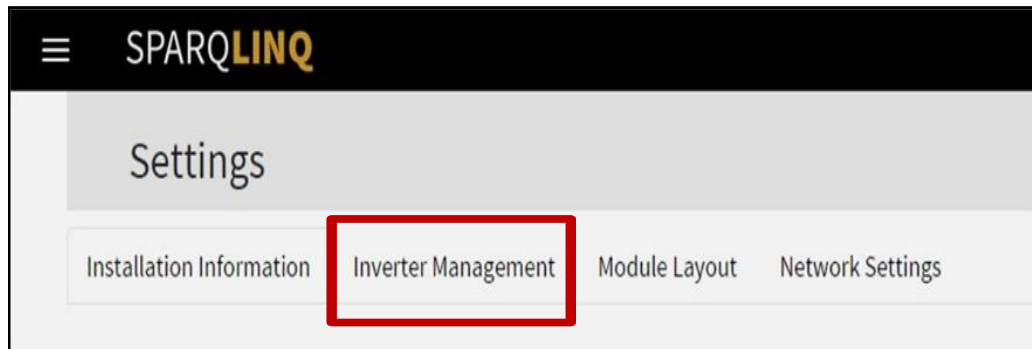 SPARQLINQ
Settings
Installation Information Inverter Management Module Layout Network Settings